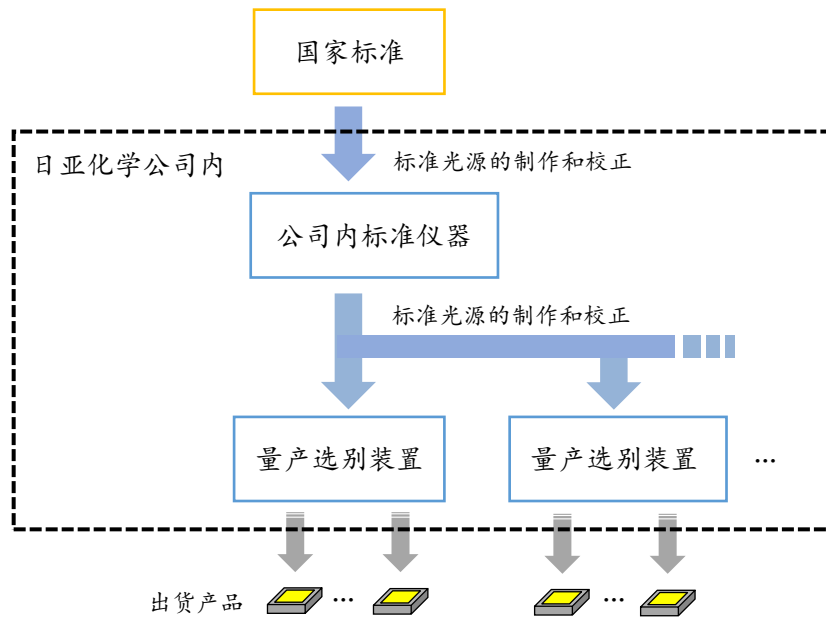 国家标准
日亚化学公司内
标准光源的制作和校正
公司内标准仪器
标准光源的制作和校正
量产选别装置
量产选别装置
...
出货产品
...
...